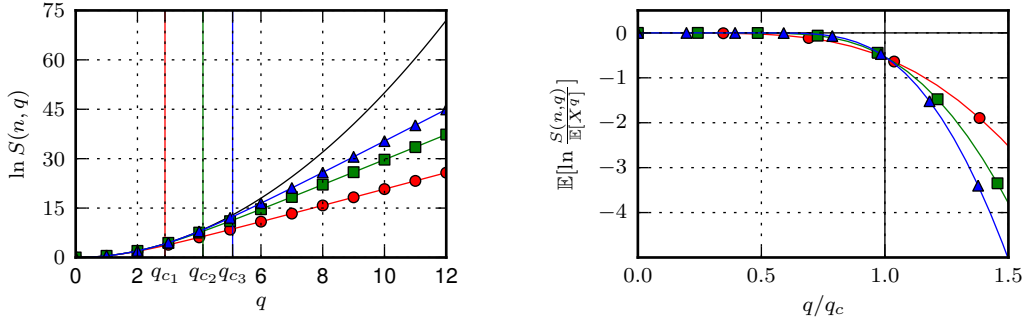 75
60
45
30
15
0
ln S(n, q)
0 2 q_{c_1} q_{c_2} q_{c_3} 6 8 10 12
q
0
−1
−2
−3
−4
𝔼[ln S(n,q)/𝔼[X^q]]
0.0 0.5 1.0 1.5
q/q_c